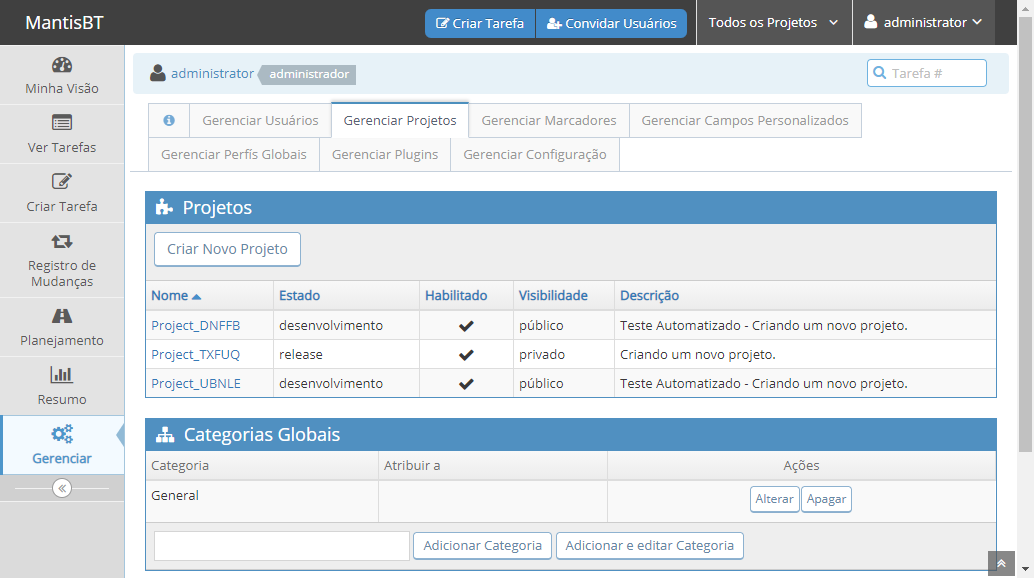 MantisBT
Criar Tarefa
Convidar Usuários
Todos os Projetos
administrator
Minha Visão
Ver Tarefas
Criar Tarefa
Registro de
Mudanças
Planejamento
Resumo
Gerenciar
administrator administrador
Tarefa #
Gerenciar Usuários Gerenciar Projetos Gerenciar Marcadores Gerenciar Campos Personalizados
Gerenciar Perfís Globais Gerenciar Plugins Gerenciar Configuração
Projetos
Criar Novo Projeto
Nome Estado Habilitado Visibilidade Descrição
Project_DNFFB desenvolvimento público Teste Automatizado - Criando um novo projeto.
Project_TXFUQ release privado Criando um novo projeto.
Project_UBNLE desenvolvimento público Teste Automatizado - Criando um novo projeto.
Categorias Globais
Categoria Atribuir a Ações
General Alterar Apagar
Adicionar Categoria Adicionar e editar Categoria